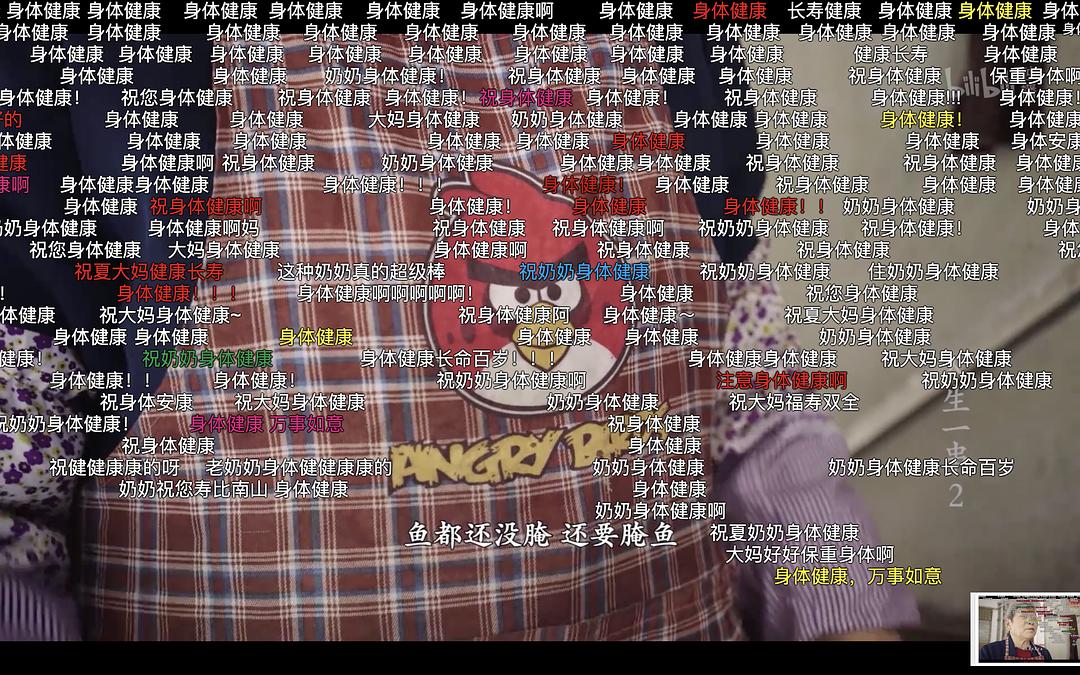 身体健康 身体健康 身体健康 身体健康 身体健康 身体健康啊 身体健康 身体健康 长寿健康 身体健康 身体健康
身体健康 身体健康 身体健康 身体健康 身体健康 身体健康 身体健康 身体健康 身体健康 身体健康
身体健康 身体健康 身体健康 身体健康 身体健康 身体健康 身体健康 身体健康 健康长寿 身体健康
身体健康 身体健康 奶奶身体健康! 祝身体健康 身体健康 身体健康 祝身体健康 保重身体啊
身体健康! 祝您身体健康 祝身体健康 身体健康! 祝身体健康 身体健康! 祝身体健康 身体健康!!! 身体健康!
的 身体健康 身体健康 大妈身体健康 奶奶身体健康 身体健康 身体健康 身体健康! 身体健康
体健康 身体健康 身体健康 身体健康 身体健康 身体健康 身体健康 身体健康 身体安康
健康 身体健康啊 祝身体健康 奶奶身体健康 身体健康 身体健康 祝身体健康 祝身体健康 身体健康
康啊 身体健康 身体健康 身体健康!!! 身体健康! 身体健康 祝身体健康 身体健康 身体健康
身体健康 祝身体健康啊 身体健康! 身体健康 身体健康!! 奶奶身体健康 奶奶身
奶身体健康 身体健康啊妈 祝身体健康 祝身体健康啊 祝奶奶身体健康 祝身体健康! 身体
祝您身体健康 大妈身体健康 身体健康啊 祝身体健康 祝身体健康
祝夏大妈健康长寿 这种奶奶真的超级棒 祝奶奶身体健康 祝奶奶身体健康 住奶奶身体健康
! 身体健康!!! 身体健康啊啊啊啊啊! 身体健康 祝您身体健康
体健康 祝大妈身体健康~ 祝身体健康阿 身体健康~ 祝夏大妈身体健康
身体健康 身体健康 身体健康 身体健康 身体健康 奶奶身体健康
健康! 祝奶奶身体健康 身体健康长命百岁!!! 身体健康 身体健康 祝大妈身体健康
身体健康!! 身体健康! 祝奶奶身体健康啊 注意身体健康啊 祝奶奶身体健康
祝身体安康 祝大妈身体健康 奶奶身体健康 祝大妈福寿双全
祝奶奶身体健康! 身体健康 万事如意 祝身体健康
祝身体健康 身体健康
祝健健康康的呀 老奶奶身体健健康康的 奶奶身体健康 奶奶身体健康长命百岁
奶奶祝您寿比南山 身体健康 身体健康
奶奶身体健康啊
鱼都还没腌 还要腌鱼 祝夏奶奶身体健康
大妈好好保重身体啊
身体健康，万事如意
ANGRY
bilibili
生一串2